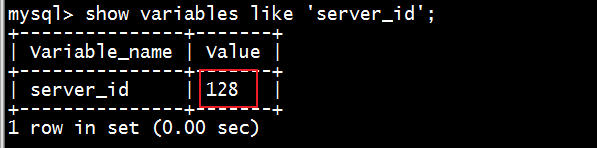 mysql> show variables like 'server_id';
+---------------+-------+
| Variable_name | Value |
+---------------+-------+
| server_id     | 128   |
+---------------+-------+
1 row in set (0.00 sec)